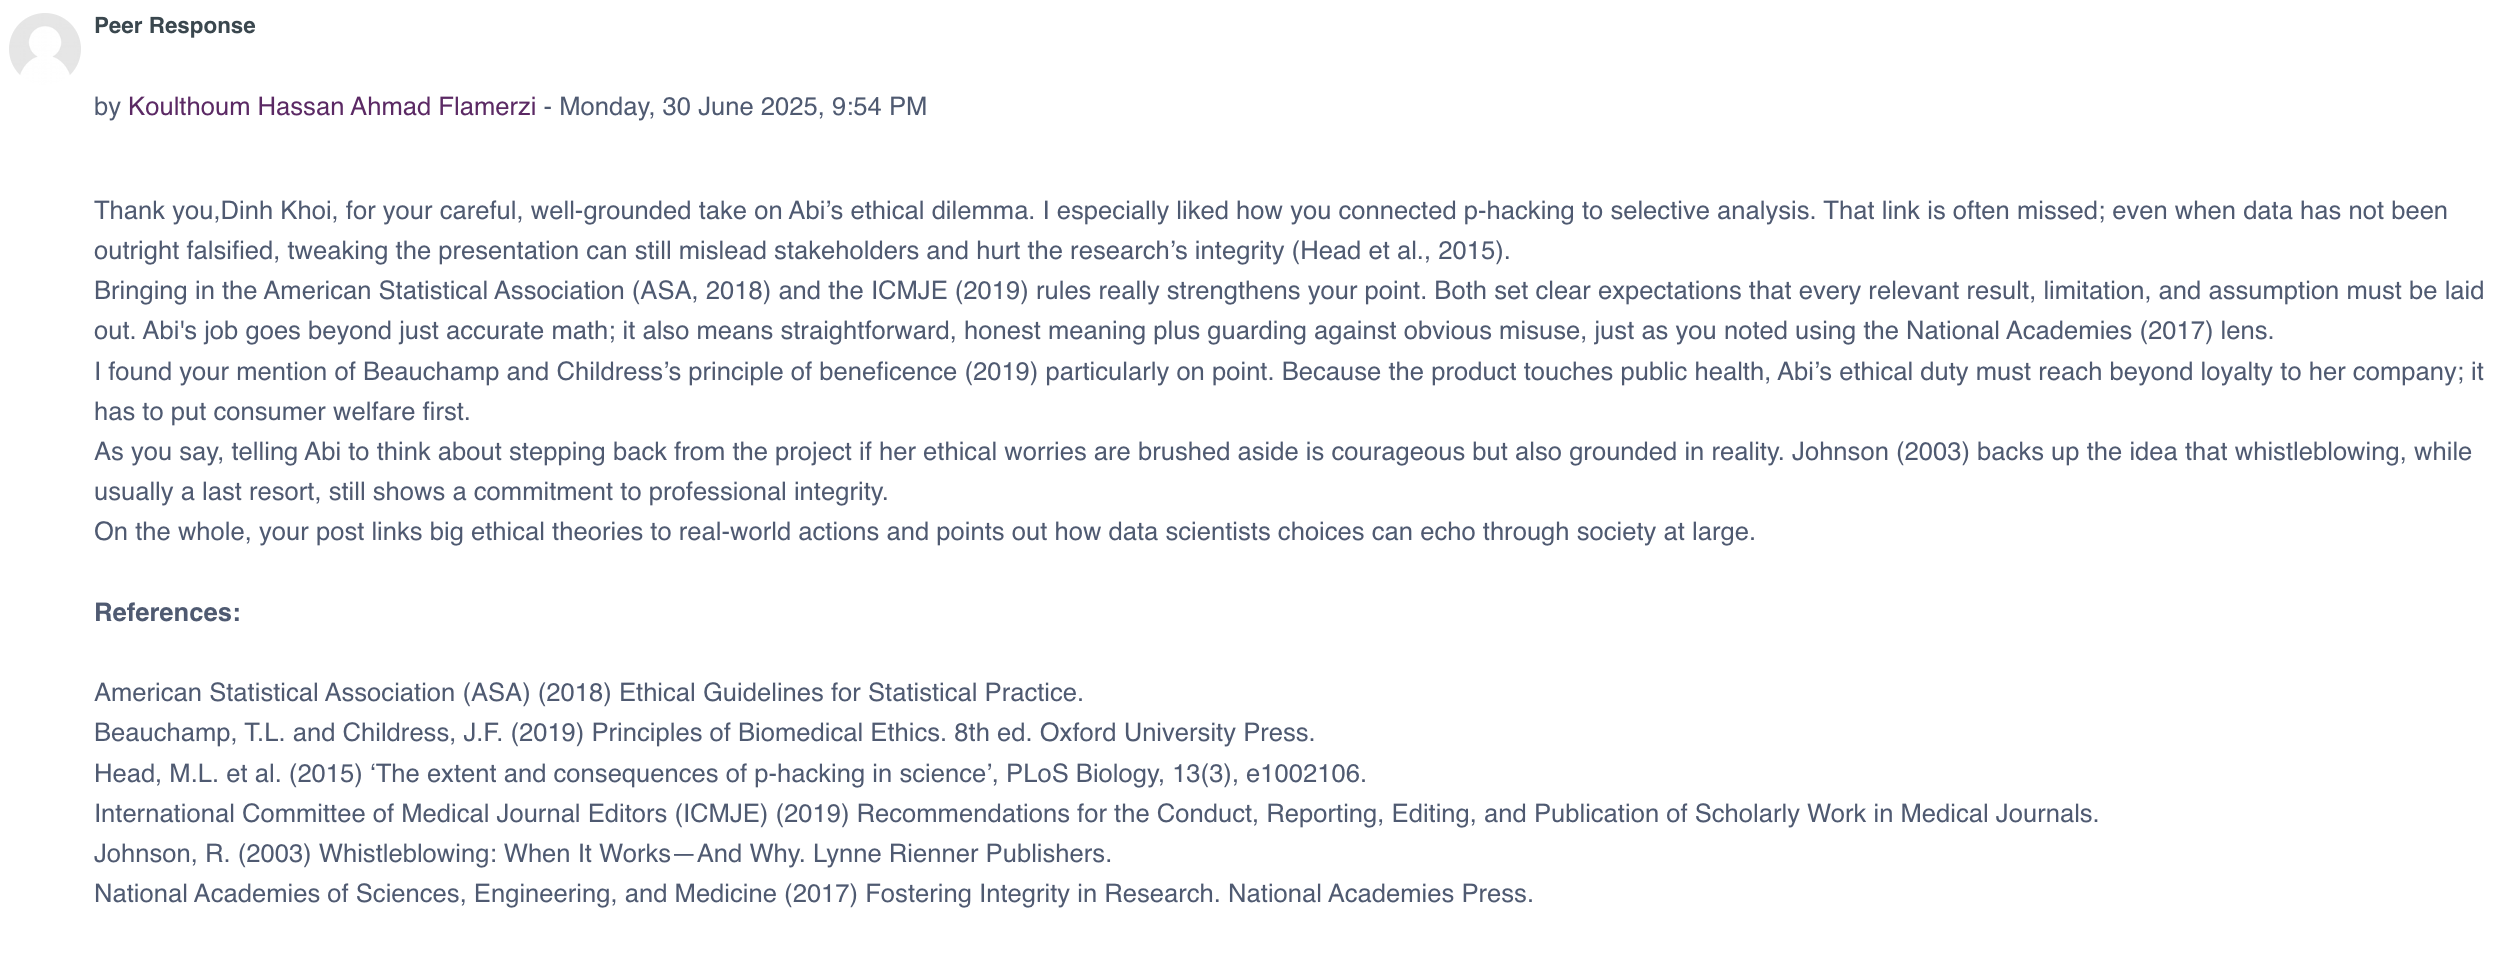 Peer Response
by Koulthoum Hassan Ahmad Flamerzi - Monday, 30 June 2025, 9:54 PM
Thank you,Dinh Khoi, for your careful, well-grounded take on Abi’s ethical dilemma. I especially liked how you connected p-hacking to selective analysis. That link is often missed; even when data has not been
outright falsified, tweaking the presentation can still mislead stakeholders and hurt the research’s integrity (Head et al., 2015).
Bringing in the American Statistical Association (ASA, 2018) and the ICMJE (2019) rules really strengthens your point. Both set clear expectations that every relevant result, limitation, and assumption must be laid
out. Abi's job goes beyond just accurate math; it also means straightforward, honest meaning plus guarding against obvious misuse, just as you noted using the National Academies (2017) lens.
I found your mention of Beauchamp and Childress’s principle of beneficence (2019) particularly on point. Because the product touches public health, Abi’s ethical duty must reach beyond loyalty to her company; it
has to put consumer welfare first.
As you say, telling Abi to think about stepping back from the project if her ethical worries are brushed aside is courageous but also grounded in reality. Johnson (2003) backs up the idea that whistleblowing, while
usually a last resort, still shows a commitment to professional integrity.
On the whole, your post links big ethical theories to real-world actions and points out how data scientists choices can echo through society at large.
References:
American Statistical Association (ASA) (2018) Ethical Guidelines for Statistical Practice.
Beauchamp, T.L. and Childress, J.F. (2019) Principles of Biomedical Ethics. 8th ed. Oxford University Press.
Head, M.L. et al. (2015) ‘The extent and consequences of p-hacking in science’, PLoS Biology, 13(3), e1002106.
International Committee of Medical Journal Editors (ICMJE) (2019) Recommendations for the Conduct, Reporting, Editing, and Publication of Scholarly Work in Medical Journals.
Johnson, R. (2003) Whistleblowing: When It Works—And Why. Lynne Rienner Publishers.
National Academies of Sciences, Engineering, and Medicine (2017) Fostering Integrity in Research. National Academies Press.